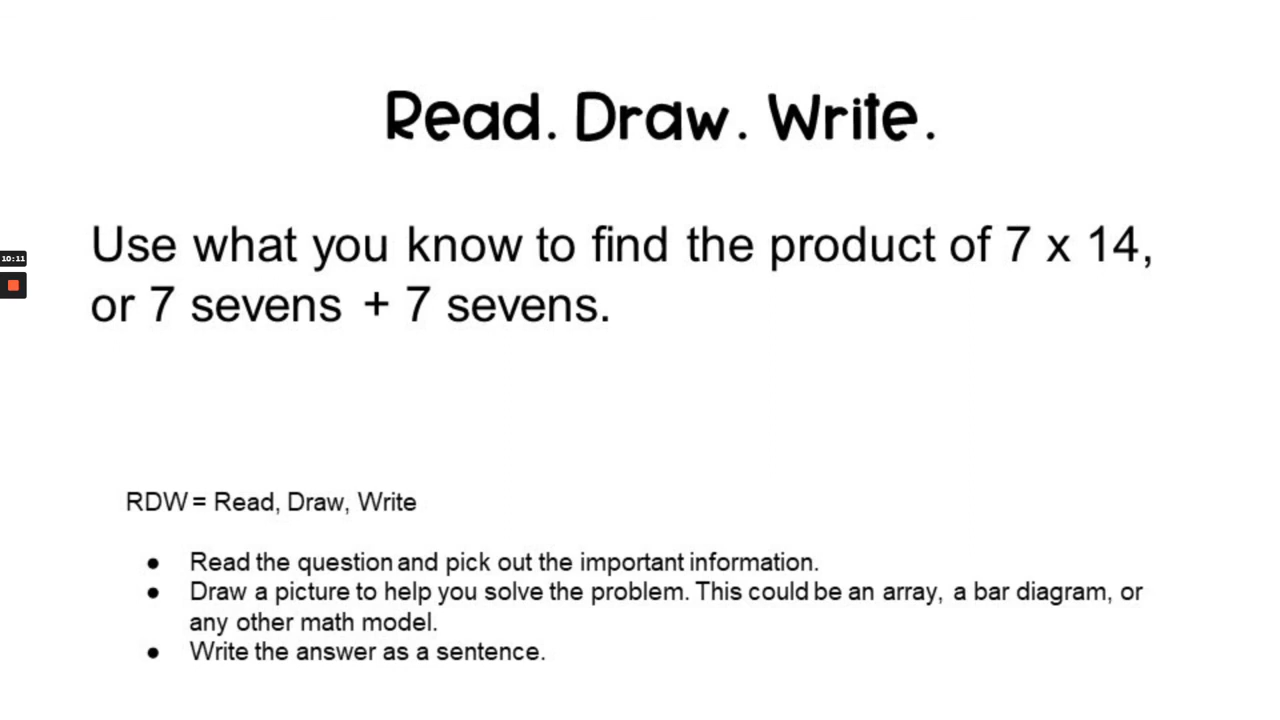 Read. Draw. Write.
Use what you know to find the product of 7 x 14,
or 7 sevens + 7 sevens.
10:11
RDW = Read, Draw, Write
● Read the question and pick out the important information.
● Draw a picture to help you solve the problem. This could be an array, a bar diagram, or
any other math model.
● Write the answer as a sentence.